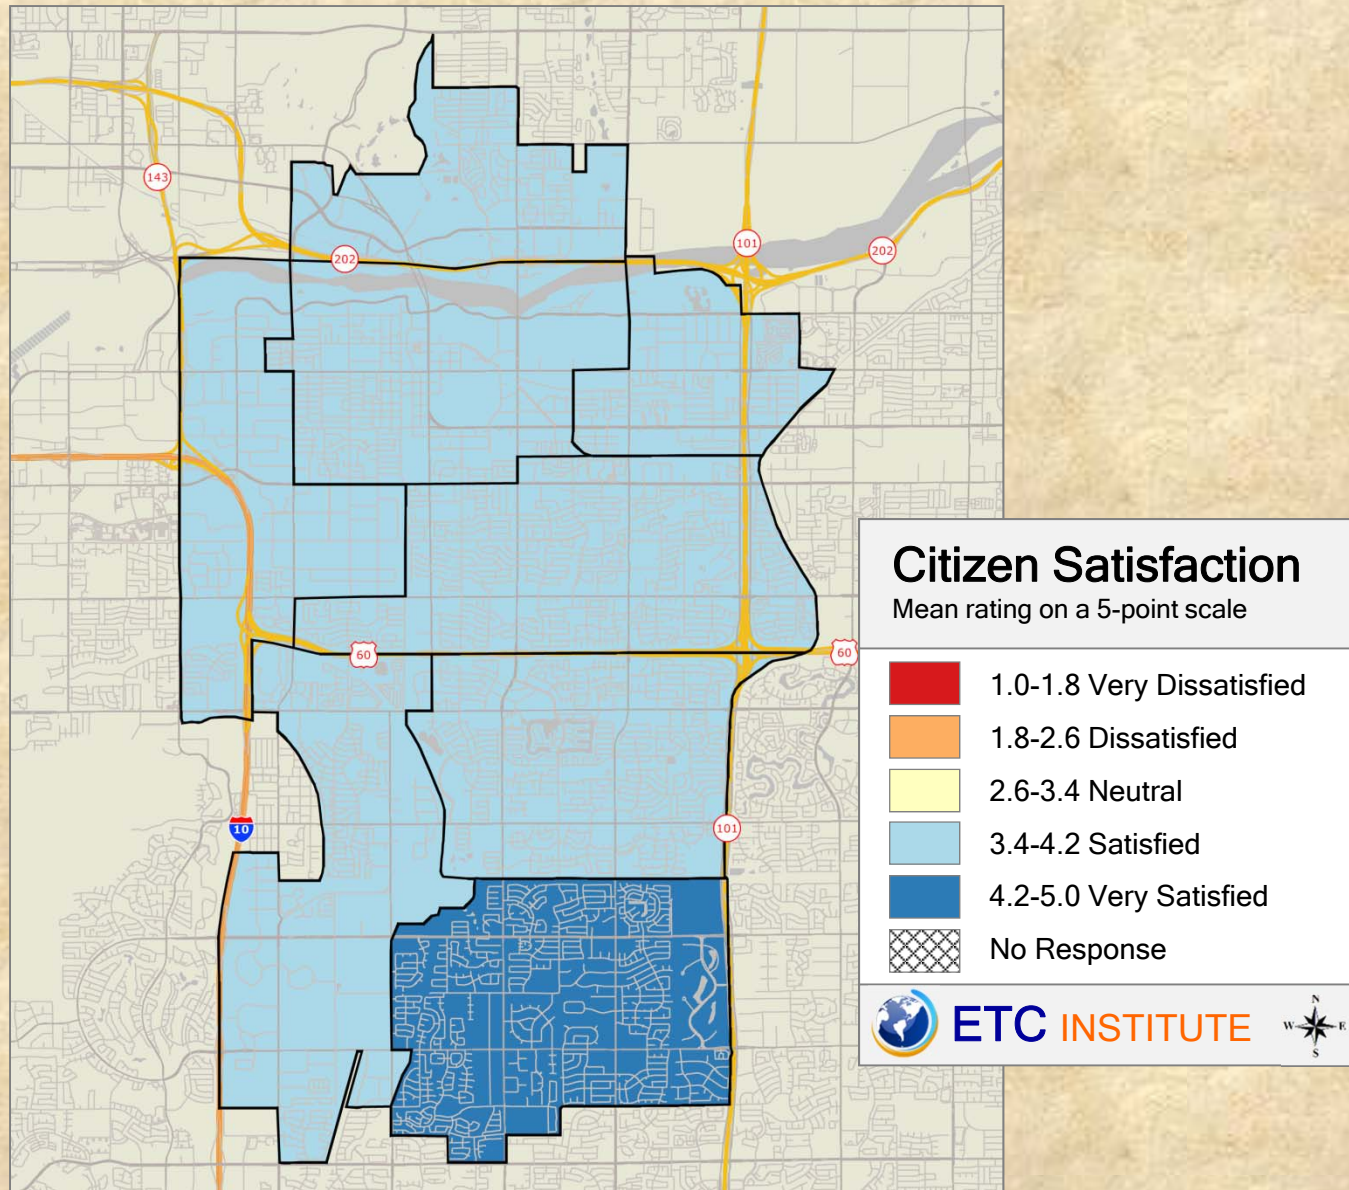 143
202
101
202
60
60
10
101
Citizen Satisfaction
Mean rating on a 5-point scale
1.0-1.8 Very Dissatisfied
1.8-2.6 Dissatisfied
2.6-3.4 Neutral
3.4-4.2 Satisfied
4.2-5.0 Very Satisfied
No Response
ETC INSTITUTE
N
W E
S